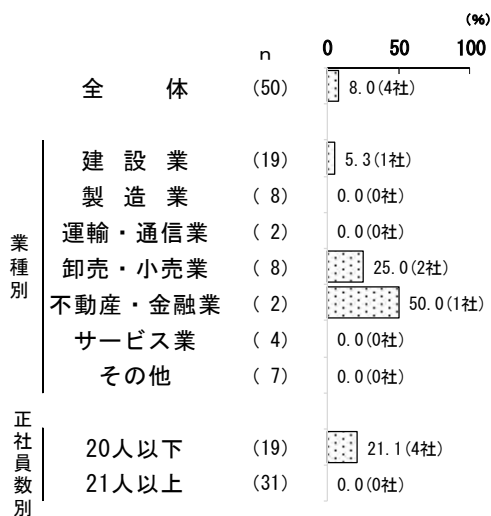 (%)
n 0 50 100
全体 (50) 8.0(4社)
業種別
建設業 (19) 5.3(1社)
製造業 ( 8) 0.0(0社)
運輸・通信業 ( 2) 0.0(0社)
卸売・小売業 ( 8) 25.0(2社)
不動産・金融業 ( 2) 50.0(1社)
サービス業 ( 4) 0.0(0社)
その他 ( 7) 0.0(0社)
正社員数別
20人以下 (19) 21.1(4社)
21人以上 (31) 0.0(0社)